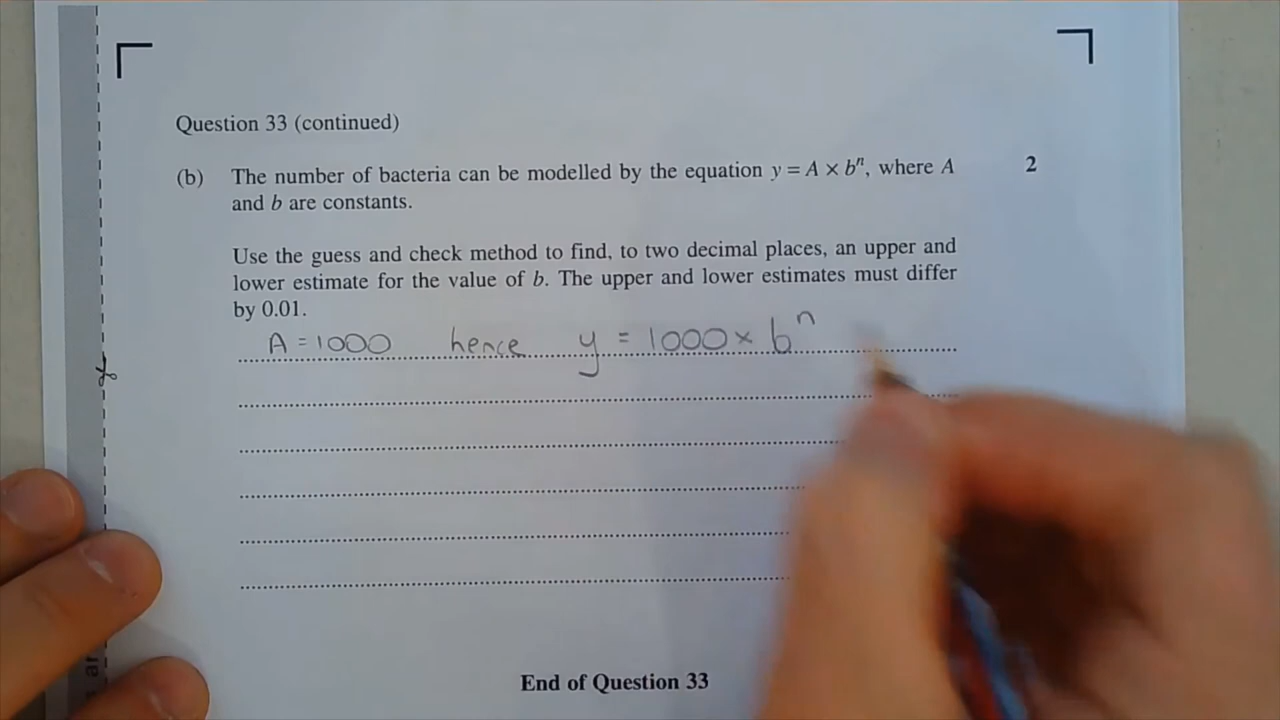 Question 33 (continued)
(b) The number of bacteria can be modelled by the equation y = A × bⁿ, where A 2
and b are constants.
Use the guess and check method to find, to two decimal places, an upper and
lower estimate for the value of b. The upper and lower estimates must differ
by 0.01.
A = 1000 hence y = 1000 × bⁿ
End of Question 33